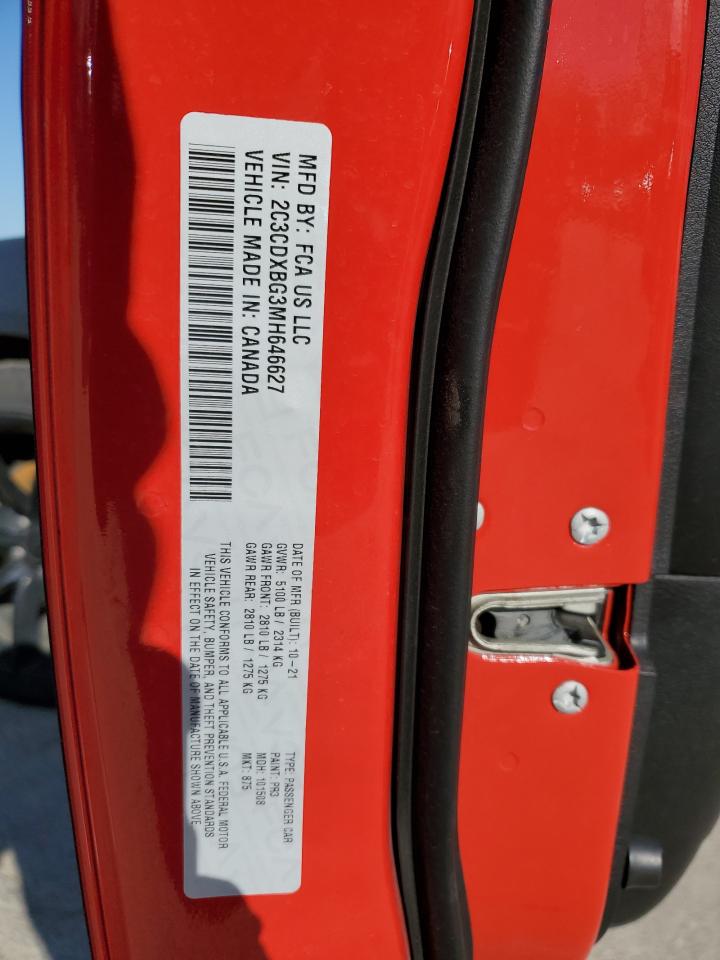 MFD BY: FCA US LLC
VIN: 2C3CDXBG3MH646627
VEHICLE MADE IN: CANADA
DATE OF MFR (BUILT): 10-21
GVWR: 5100 LB / 2314 KG
GAWR FRONT: 2810 LB / 1275 KG
GAWR REAR: 2810 LB / 1275 KG
TYPE: PASSENGER CAR
PAINT: PR3
MDH: 101508
MKT: 875
THIS VEHICLE CONFORMS TO ALL APPLICABLE U.S.A. FEDERAL MOTOR
VEHICLE SAFETY, BUMPER, AND THEFT PREVENTION STANDARDS
IN EFFECT ON THE DATE OF MANUFACTURE SHOWN ABOVE